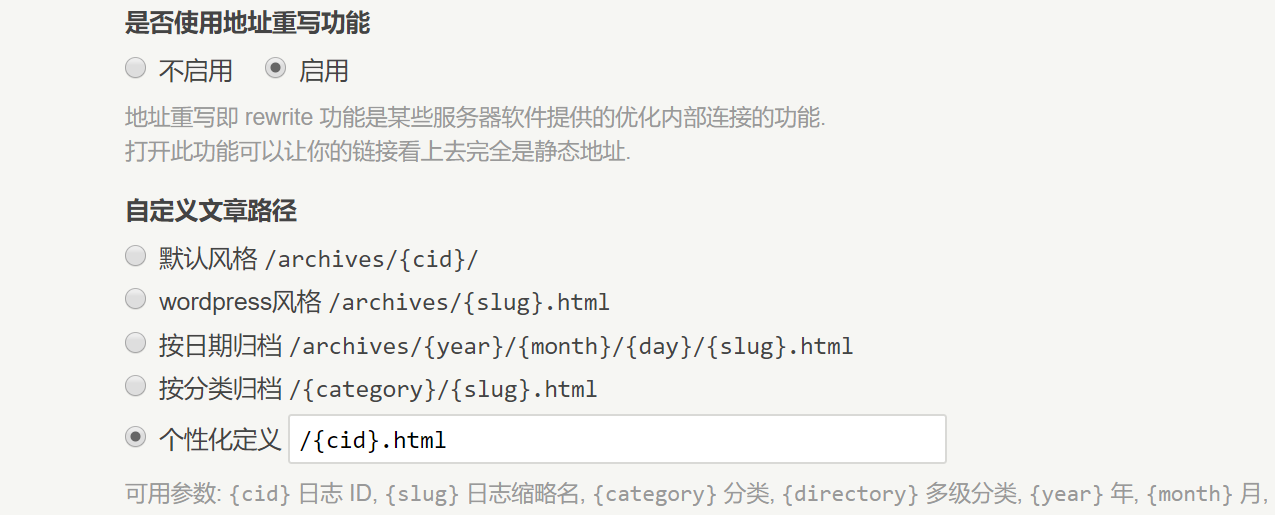 是否使用地址重写功能
不启用 启用
地址重写即 rewrite 功能是某些服务器软件提供的优化内部连接的功能.
打开此功能可以让你的链接看上去完全是静态地址.
自定义文章路径
默认风格 /archives/{cid}/
wordpress风格 /archives/{slug}.html
按日期归档 /archives/{year}/{month}/{day}/{slug}.html
按分类归档 /{category}/{slug}.html
个性化定义 /{cid}.html
可用参数: {cid} 日志 ID, {slug} 日志缩略名, {category} 分类, {directory} 多级分类, {year} 年, {month} 月,